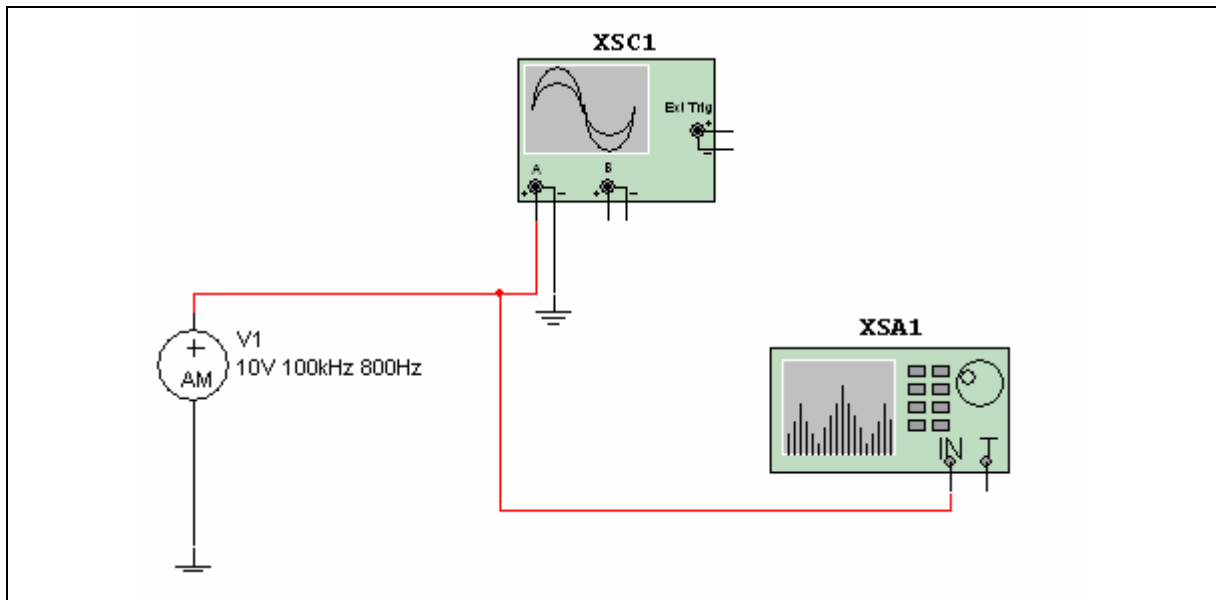 XSC1
Ext Trig
+
-
A
B
+
-
+
-
V1
10V 100kHz 800Hz
+
AM
XSA1
IN
T